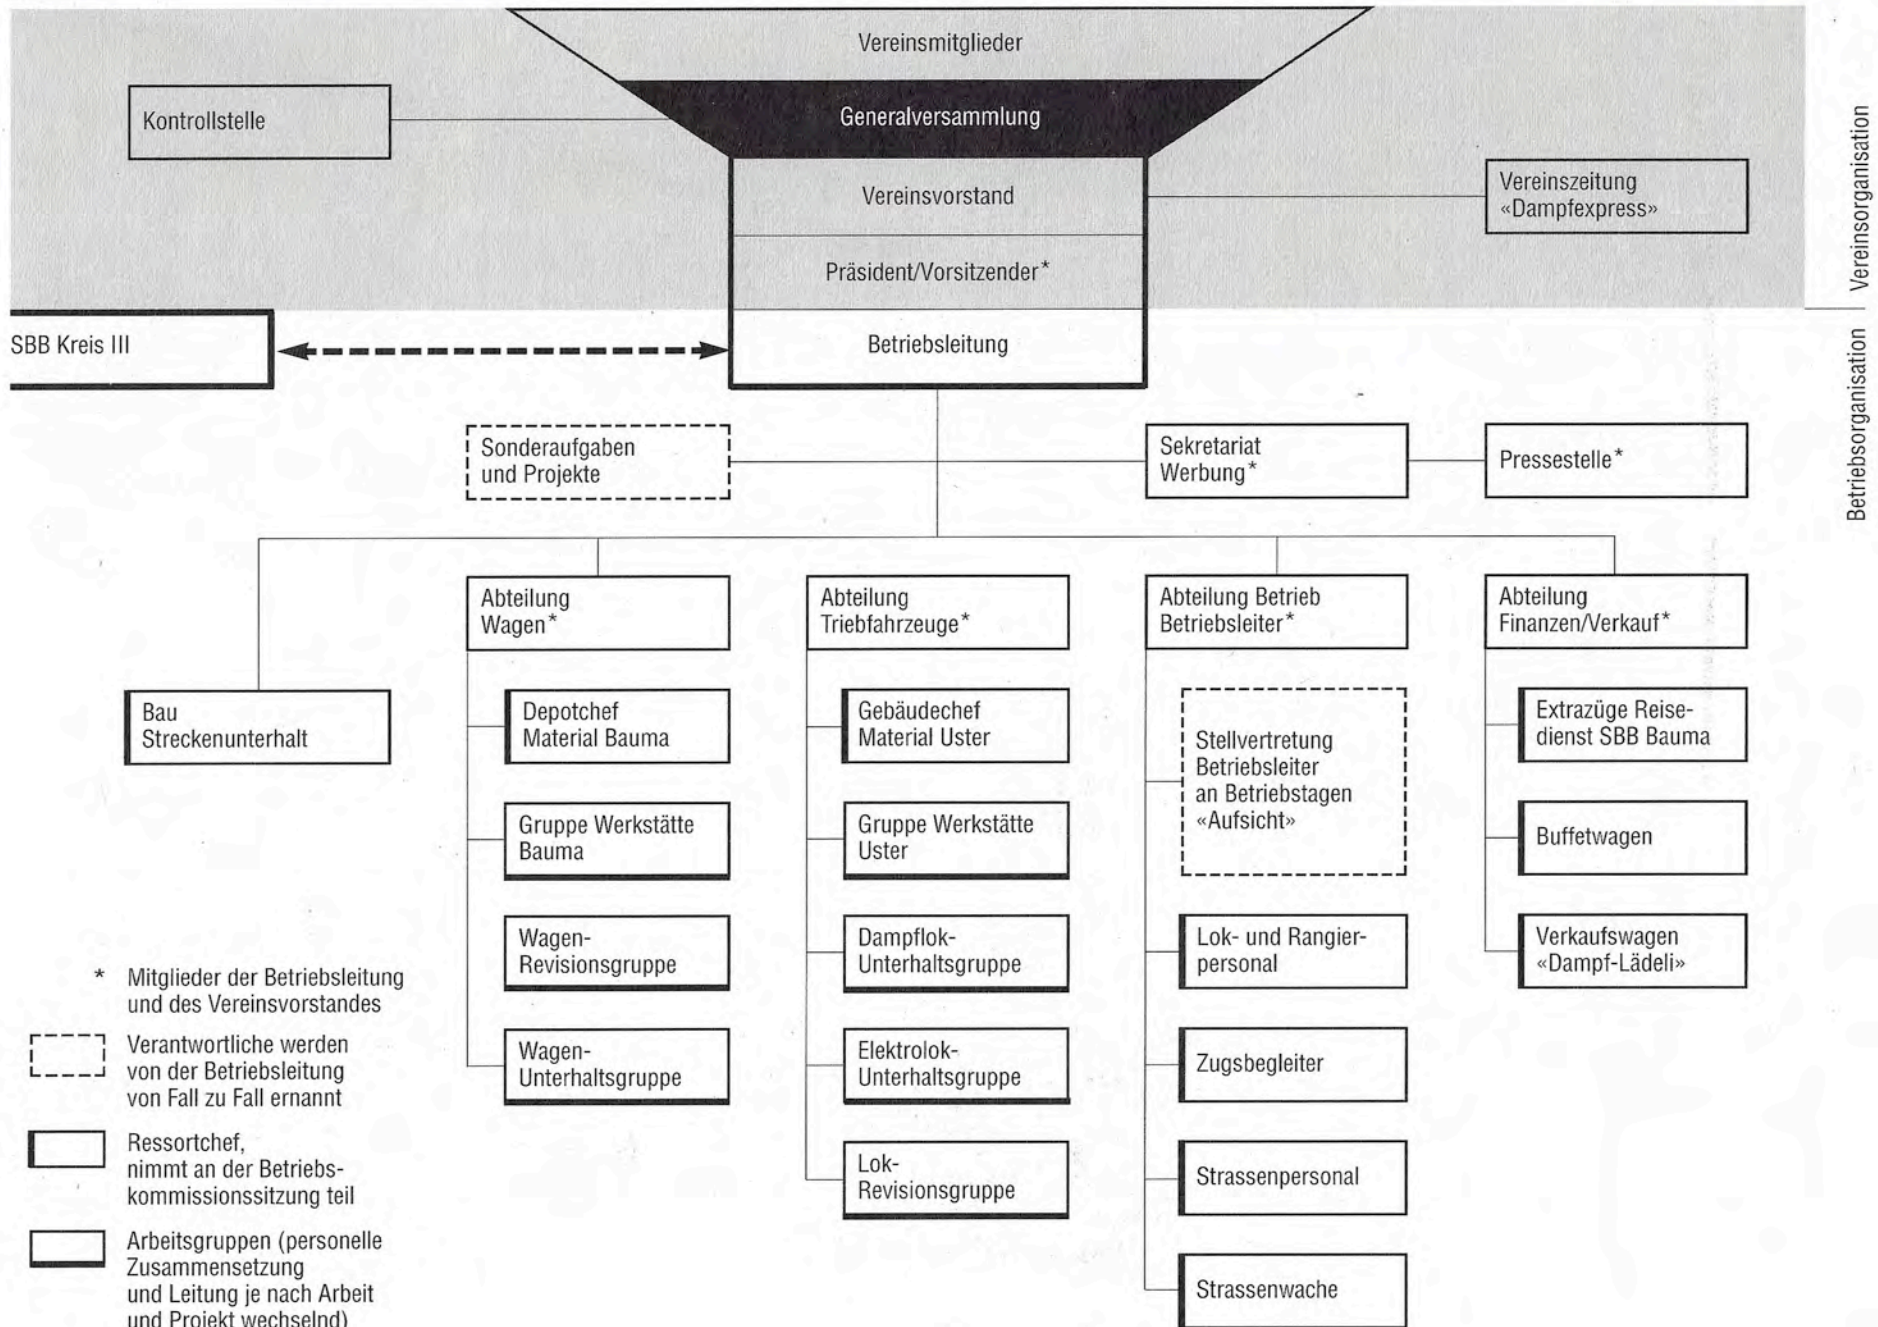 Vereinsmitglieder
Generalversammlung
Kontrollstelle
Vereinsvorstand
Vereinszeitung
«Dampfexpress»
Präsident/Vorsitzender*
Vereinsorganisation
SBB Kreis III
Betriebsleitung
Betriebsorganisation
Sonderaufgaben
und Projekte
Sekretariat
Werbung*
Pressestelle*
Bau
Streckenunterhalt
Abteilung
Wagen*
Depotchef
Material Bauma
Gruppe Werkstätte
Bauma
Wagen-
Revisionsgruppe
Wagen-
Unterhaltsgruppe
Abteilung
Triebfahrzeuge*
Gebäudechef
Material Uster
Gruppe Werkstätte
Uster
Dampflok-
Unterhaltsgruppe
Elektrolok-
Unterhaltsgruppe
Lok-
Revisionsgruppe
Abteilung Betrieb
Betriebsleiter*
Stellvertretung
Betriebsleiter
an Betriebstagen
«Aufsicht»
Lok- und Rangier-
personal
Zugsbegleiter
Strassenpersonal
Strassenwache
Abteilung
Finanzen/Verkauf*
Extrazüge Reise-
dienst SBB Bauma
Buffetwagen
Verkaufswagen
«Dampf-Lädeli»
* Mitglieder der Betriebsleitung
und des Vereinsvorstandes
Verantwortliche werden
von der Betriebsleitung
von Fall zu Fall ernannt
Ressortchef,
nimmt an der Betriebs-
kommissionssitzung teil
Arbeitsgruppen (personelle
Zusammensetzung
und Leitung je nach Arbeit
und Projekt wechselnd)